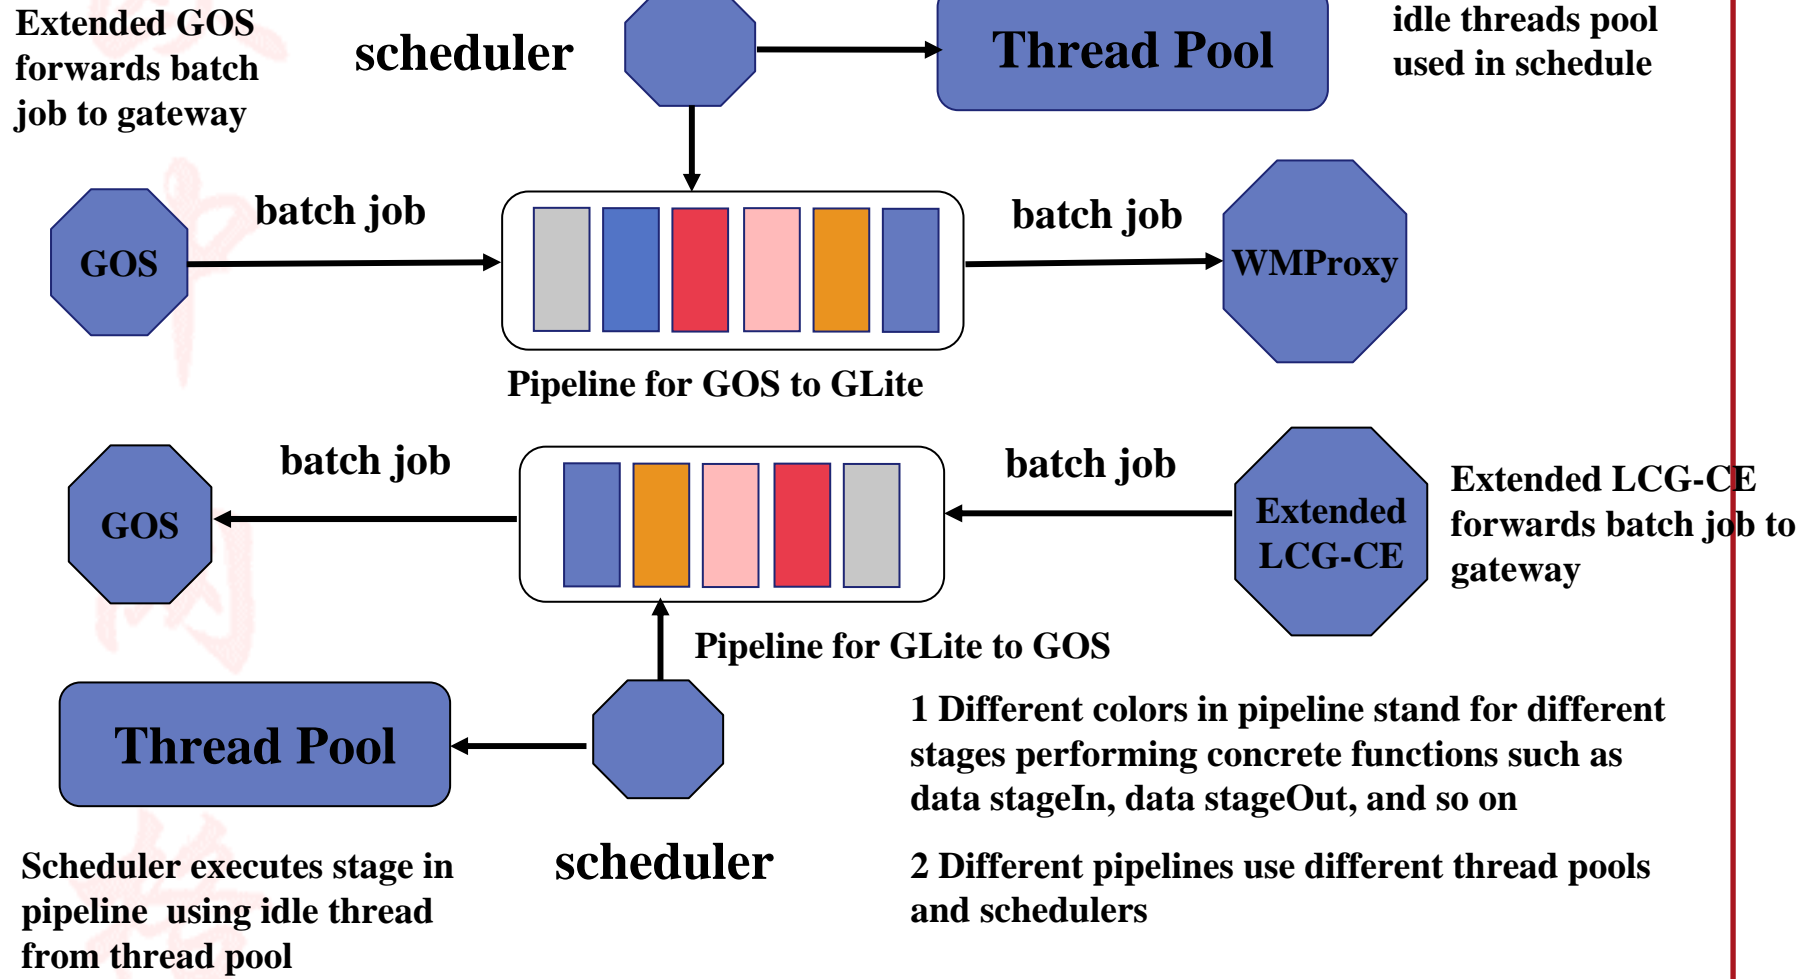 Extended GOS
forwards batch
job to gateway
scheduler
Thread Pool
idle threads pool
used in schedule
batch job
batch job
GOS
WMProxy
Pipeline for GOS to GLite
batch job
batch job
GOS
Extended
LCG-CE
Extended LCG-CE
forwards batch job to
gateway
Pipeline for GLite to GOS
Thread Pool
scheduler
1 Different colors in pipeline stand for different
stages performing concrete functions such as
data stageIn, data stageOut, and so on
2 Different pipelines use different thread pools
and schedulers
Scheduler executes stage in
pipeline using idle thread
from thread pool